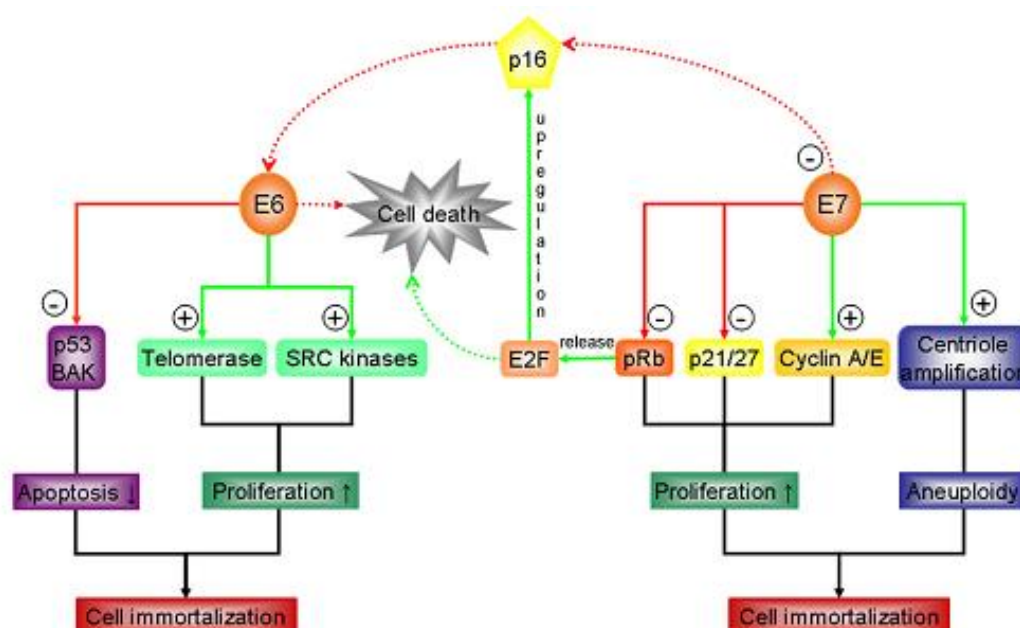 p16
upregulation
-
E6
Cell death
E7
-
+
+
-
-
+
+
p53
BAK
Telomerase
SRC kinases
E2F
release
pRb
p21/27
Cyclin A/E
Centriole
amplification
Apoptosis ↓
Proliferation ↑
Proliferation ↑
Aneuploidy
Cell immortalization
Cell immortalization